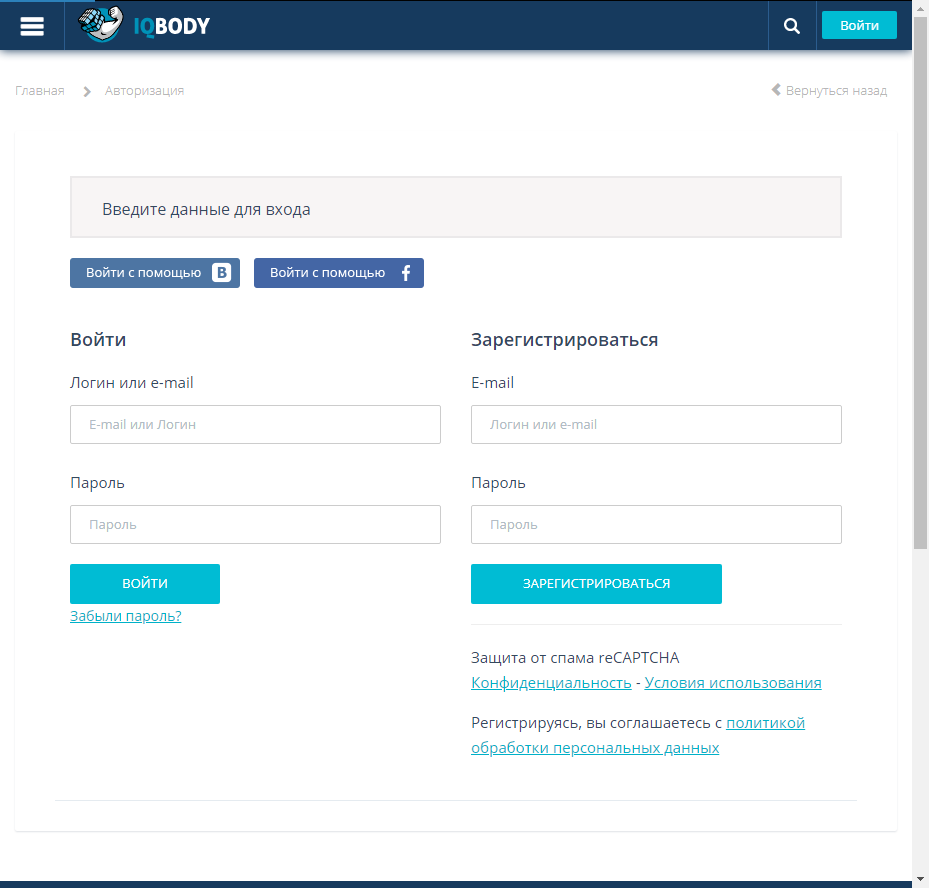 IQBODY
Войти
Главная
Авторизация
Вернуться назад
Введите данные для входа
Войти с помощью B
Войти с помощью f
Войти
Логин или e-mail
E-mail или Логин
Пароль
Пароль
ВОЙТИ
Забыли пароль?
Зарегистрироваться
E-mail
Логин или e-mail
Пароль
Пароль
ЗАРЕГИСТРИРОВАТЬСЯ
Защита от спама reCAPTCHA
Конфиденциальность - Условия использования
Регистрируясь, вы соглашаетесь с политикой
обработки персональных данных